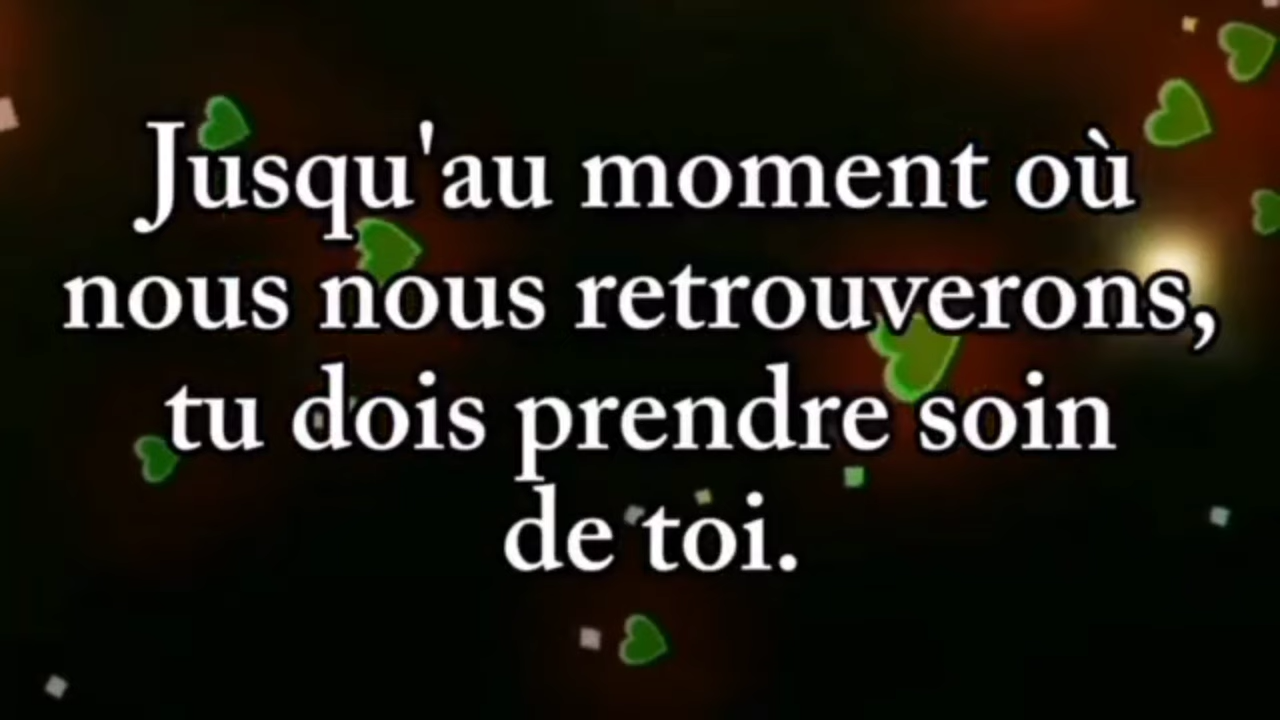 Jusqu'au moment où
nous nous retrouverons,
tu dois prendre soin
de toi.